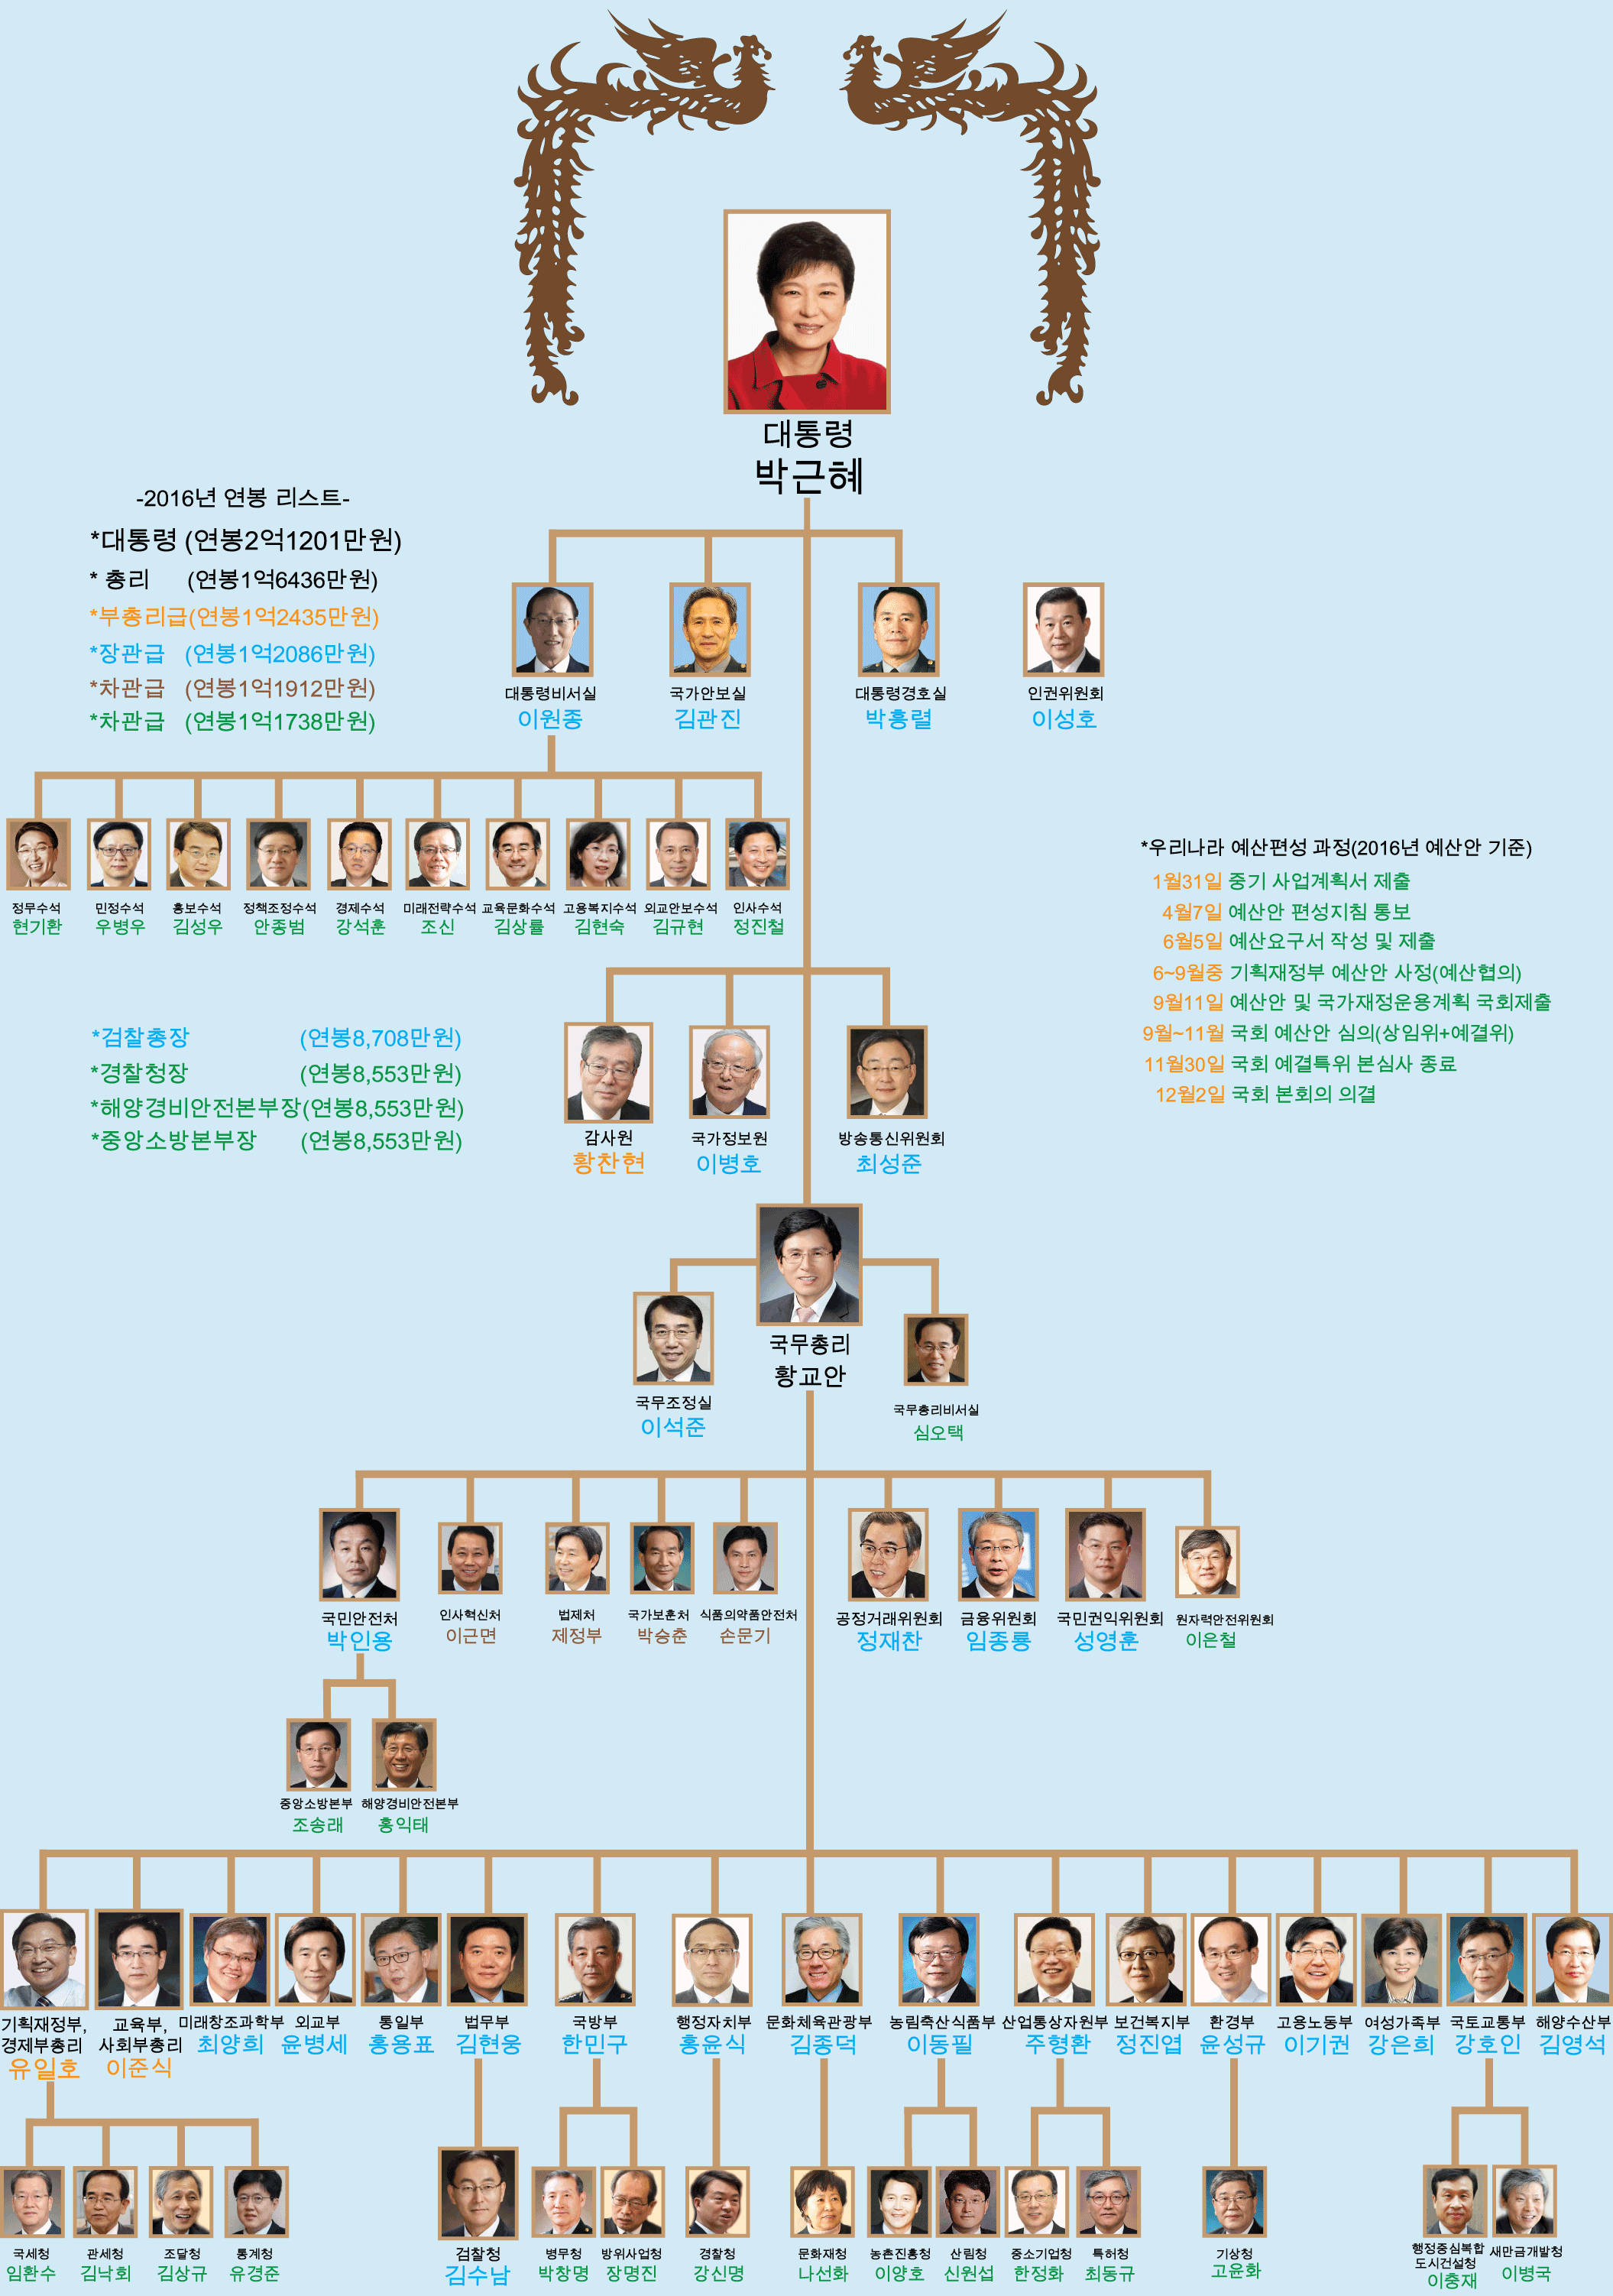 대통령
박근혜
-2016년 연봉 리스트-
*대통령 (연봉2억1201만원)
* 총리 (연봉1억6436만원)
*부총리급(연봉1억2435만원)
*장관급 (연봉1억2086만원)
*차관급 (연봉1억1912만원)
*차관급 (연봉1억1738만원)
대통령비서실
이원종
국가안보실
김관진
대통령경호실
박흥렬
인권위원회
이성호
정무수석
현기환
민정수석
우병우
홍보수석
김성우
정책조정수석
안종범
경제수석
강석훈
미래전략수석
조신
교육문화수석
김상률
고용복지수석
김현숙
외교안보수석
김규현
인사수석
정진철
*우리나라 예산편성 과정(2016년 예산안 기준)
1월31일 중기 사업계획서 제출
4월7일 예산안 편성지침 통보
6월5일 예산요구서 작성 및 제출
6~9월중 기획재정부 예산안 사정(예산협의)
9월11일 예산안 및 국가재정운용계획 국회제출
9월~11월 국회 예산안 심의(상임위+예결위)
11월30일 국회 예결특위 본심사 종료
12월2일 국회 본회의 의결
*검찰총장 (연봉8,708만원)
*경찰청장 (연봉8,553만원)
*해양경비안전본부장(연봉8,553만원)
*중앙소방본부장 (연봉8,553만원)
감사원
황찬현
국가정보원
이병호
방송통신위원회
최성준
국무총리
황교안
국무조정실
이석준
국무총리비서실
심오택
국민안전처
박인용
인사혁신처
이근면
법제처
제정부
국가보훈처
박승춘
식품의약품안전처
손문기
공정거래위원회
정재찬
금융위원회
임종룡
국민권익위원회
성영훈
원자력안전위원회
이은철
중앙소방본부
조송래
해양경비안전본부
홍익태
기획재정부,
경제부총리
유일호
교육부,
사회부총리
이준식
미래창조과학부
최양희
외교부
윤병세
통일부
홍용표
법무부
김현웅
국방부
한민구
행정자치부
홍윤식
문화체육관광부
김종덕
농림축산식품부
이동필
산업통상자원부
주형환
보건복지부
정진엽
환경부
윤성규
고용노동부
이기권
여성가족부
강은희
국토교통부
강호인
해양수산부
김영석
국세청
임환수
관세청
김낙회
조달청
김상규
통계청
유경준
검찰청
김수남
병무청
박창명
방위사업청
장명진
경찰청
강신명
문화재청
나선화
농촌진흥청
이양호
산림청
신원섭
중소기업청
한정화
특허청
최동규
기상청
고윤화
행정중심복합
도시건설청
이충재
새만금개발청
이병국